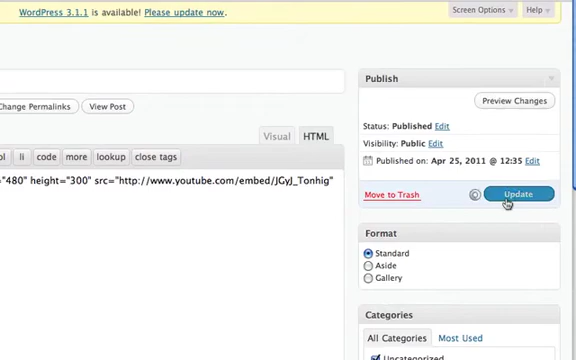 WordPress 3.1.1 is available! Please update now.
Screen Options
Help
Change Permalinks
View Post
Visual
HTML
li
code
more
lookup
close tags
="480" height="300" src="http://www.youtube.com/embed/JGyJ_Tonhig"
Publish
Preview Changes
Status: Published Edit
Visibility: Public Edit
Published on: Apr 25, 2011 @ 12:35 Edit
Move to Trash
Update
Format
Standard
Aside
Gallery
Categories
All Categories
Most Used
Uncategorized